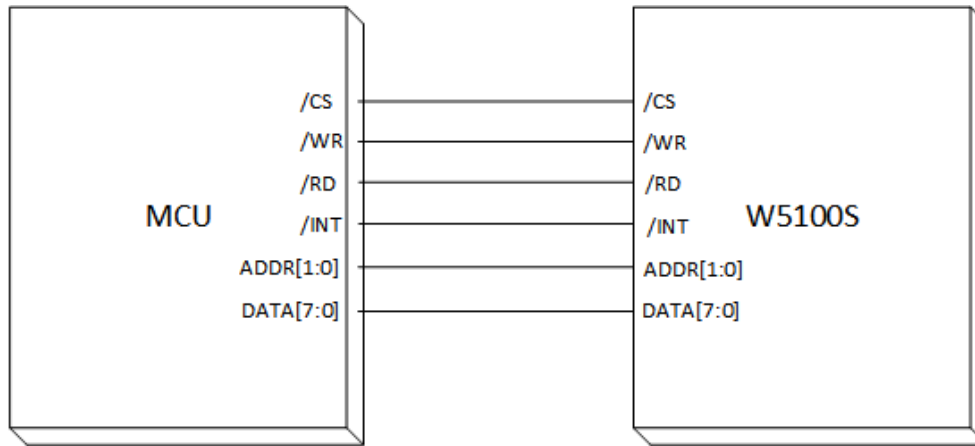 MCU
/CS
/WR
/RD
/INT
ADDR[1:0]
DATA[7:0]
/CS
/WR
/RD
/INT
ADDR[1:0]
DATA[7:0]
W5100S